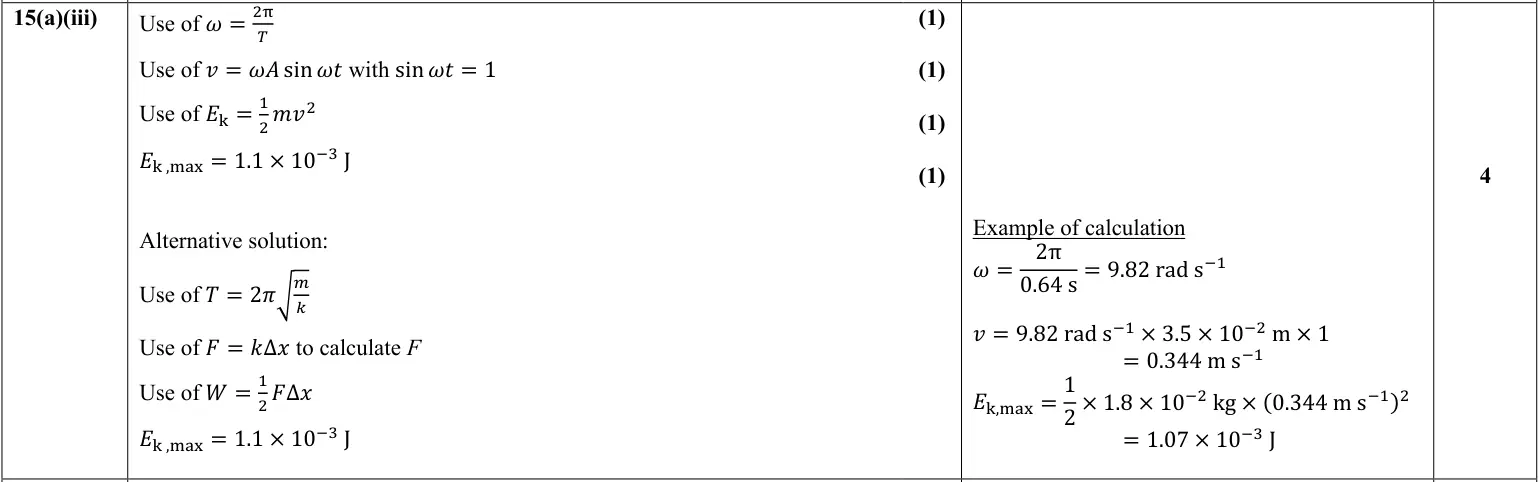 15(a)(iii)
Use of ω = 2π/T (1)
Use of v = ωA sin ωt with sin ωt = 1 (1)
Use of E_k = 1/2 mv² (1)
E_k ,max = 1.1 × 10⁻³ J (1)
4
Alternative solution:
Use of T = 2π√(m/k)
Use of F = kΔx to calculate F
Use of W = 1/2 FΔx
E_k ,max = 1.1 × 10⁻³ J
Example of calculation
ω = 2π/0.64 s = 9.82 rad s⁻¹
v = 9.82 rad s⁻¹ × 3.5 × 10⁻² m × 1
= 0.344 m s⁻¹
E_k,max = 1/2 × 1.8 × 10⁻² kg × (0.344 m s⁻¹)²
= 1.07 × 10⁻³ J